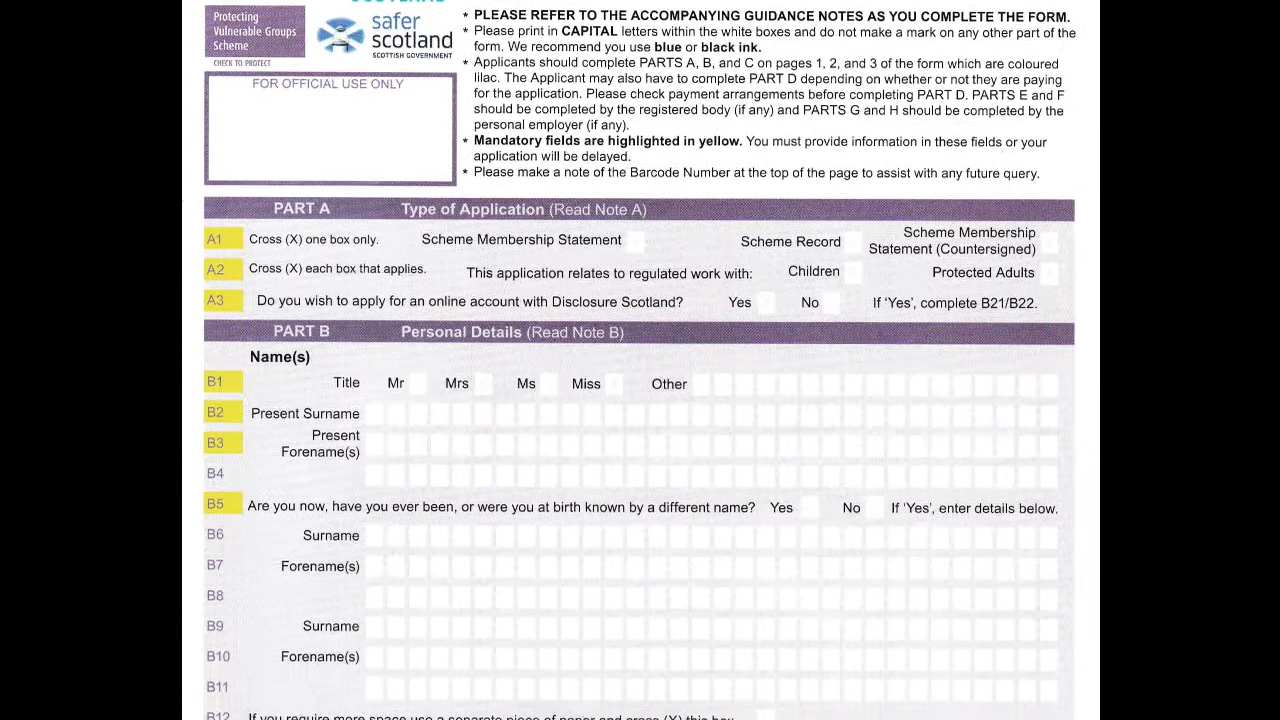 SCOTLAND
Protecting
Vulnerable Groups
Scheme
CHECK TO PROTECT
safer
scotland
SCOTTISH GOVERNMENT
FOR OFFICIAL USE ONLY
* PLEASE REFER TO THE ACCOMPANYING GUIDANCE NOTES AS YOU COMPLETE THE FORM.
* Please print in CAPITAL letters within the white boxes and do not make a mark on any other part of the
form. We recommend you use blue or black ink.
* Applicants should complete PARTS A, B, and C on pages 1, 2, and 3 of the form which are coloured
lilac. The Applicant may also have to complete PART D depending on whether or not they are paying
for the application. Please check payment arrangements before completing PART D. PARTS E and F
should be completed by the registered body (if any) and PARTS G and H should be completed by the
personal employer (if any).
* Mandatory fields are highlighted in yellow. You must provide information in these fields or your
application will be delayed.
* Please make a note of the Barcode Number at the top of the page to assist with any future query.
PART A Type of Application (Read Note A)
A1 Cross (X) one box only. Scheme Membership Statement Scheme Record Scheme Membership
Statement (Countersigned)
A2 Cross (X) each box that applies. This application relates to regulated work with: Children Protected Adults
A3 Do you wish to apply for an online account with Disclosure Scotland? Yes No If 'Yes', complete B21/B22.
PART B Personal Details (Read Note B)
Name(s)
B1 Title Mr Mrs Ms Miss Other
B2 Present Surname
B3 Present
Forename(s)
B4
B5 Are you now, have you ever been, or were you at birth known by a different name? Yes No If 'Yes', enter details below.
B6 Surname
B7 Forename(s)
B8
B9 Surname
B10 Forename(s)
B11
B12 If you require more space use a separate piece of paper and cross (X) this box